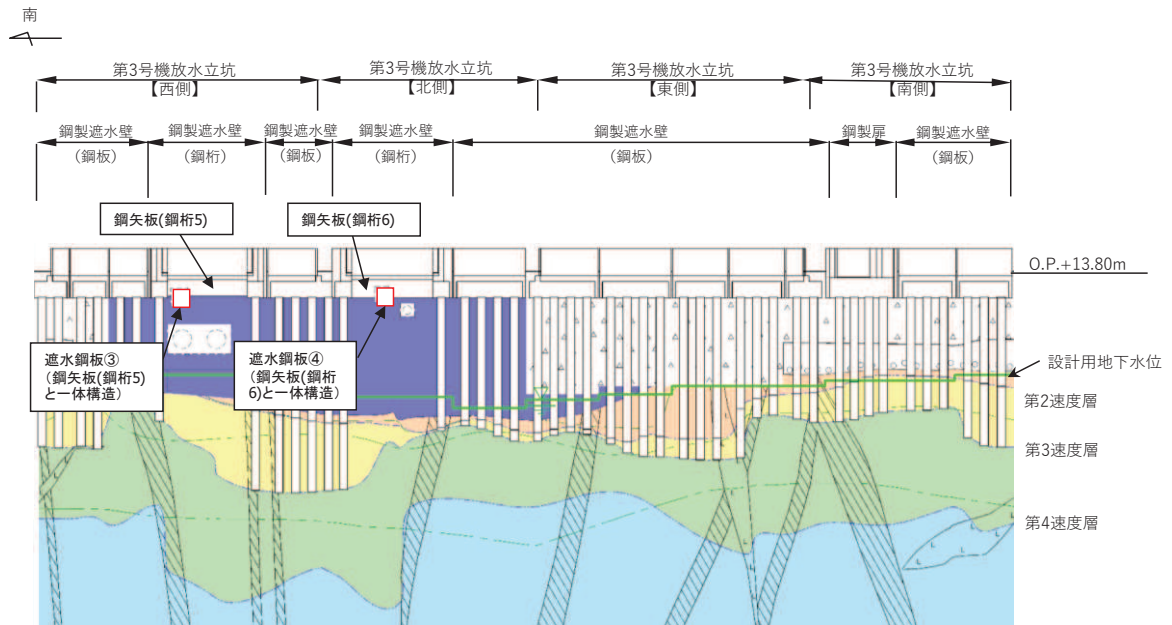 南
第3号機放水立坑
【西側】
第3号機放水立坑
【北側】
第3号機放水立坑
【東側】
第3号機放水立坑
【南側】
鋼製遮水壁
(鋼板)
鋼製遮水壁
(鋼桁)
鋼製遮水壁
(鋼板)
鋼製遮水壁
(鋼桁)
鋼製遮水壁
(鋼板)
鋼製扉
鋼製遮水壁
(鋼板)
鋼矢板(鋼桁5)
鋼矢板(鋼桁6)
O.P.+13.80m
遮水鋼板③
(鋼矢板(鋼桁5)
と一体構造)
遮水鋼板④
(鋼矢板(鋼桁
6)と一体構造)
設計用地下水位
第2速度層
第3速度層
第4速度層
L
L
L
L